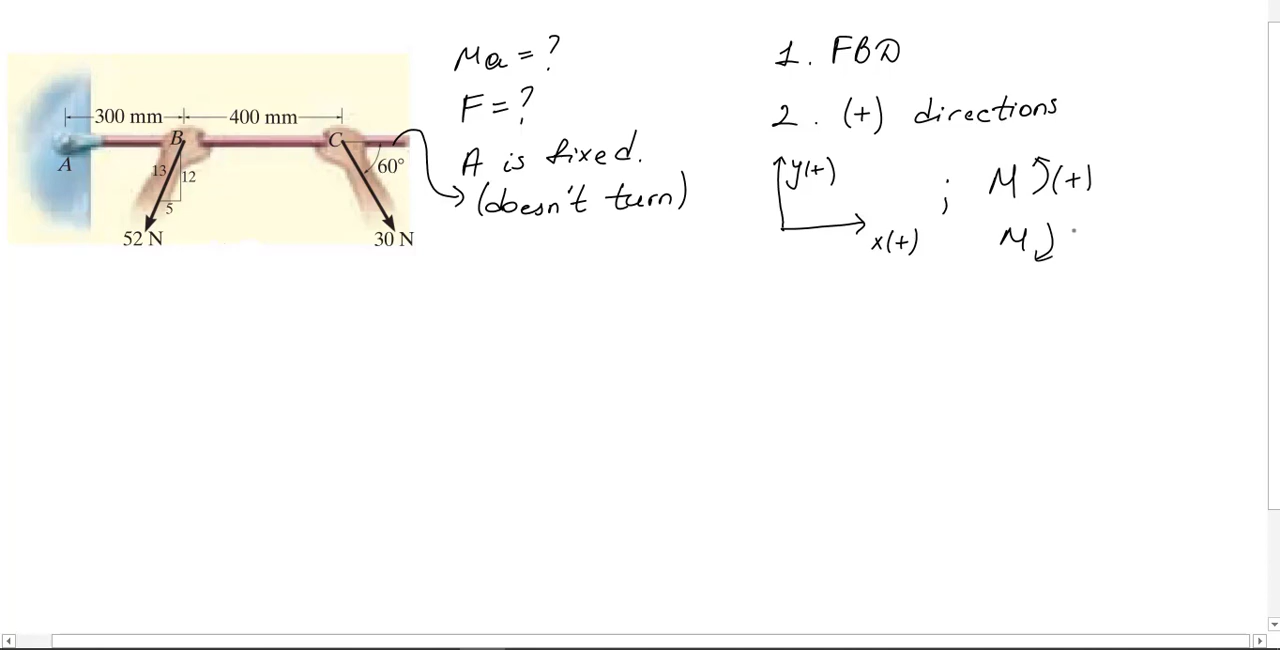 300 mm 400 mm
A B C
13 12 5
60°
52 N 30 N
Ma = ?
F = ?
A is fixed.
(doesn't turn)
1. FBD
2. (+) directions
y(+)
x(+)
; M (+)
M